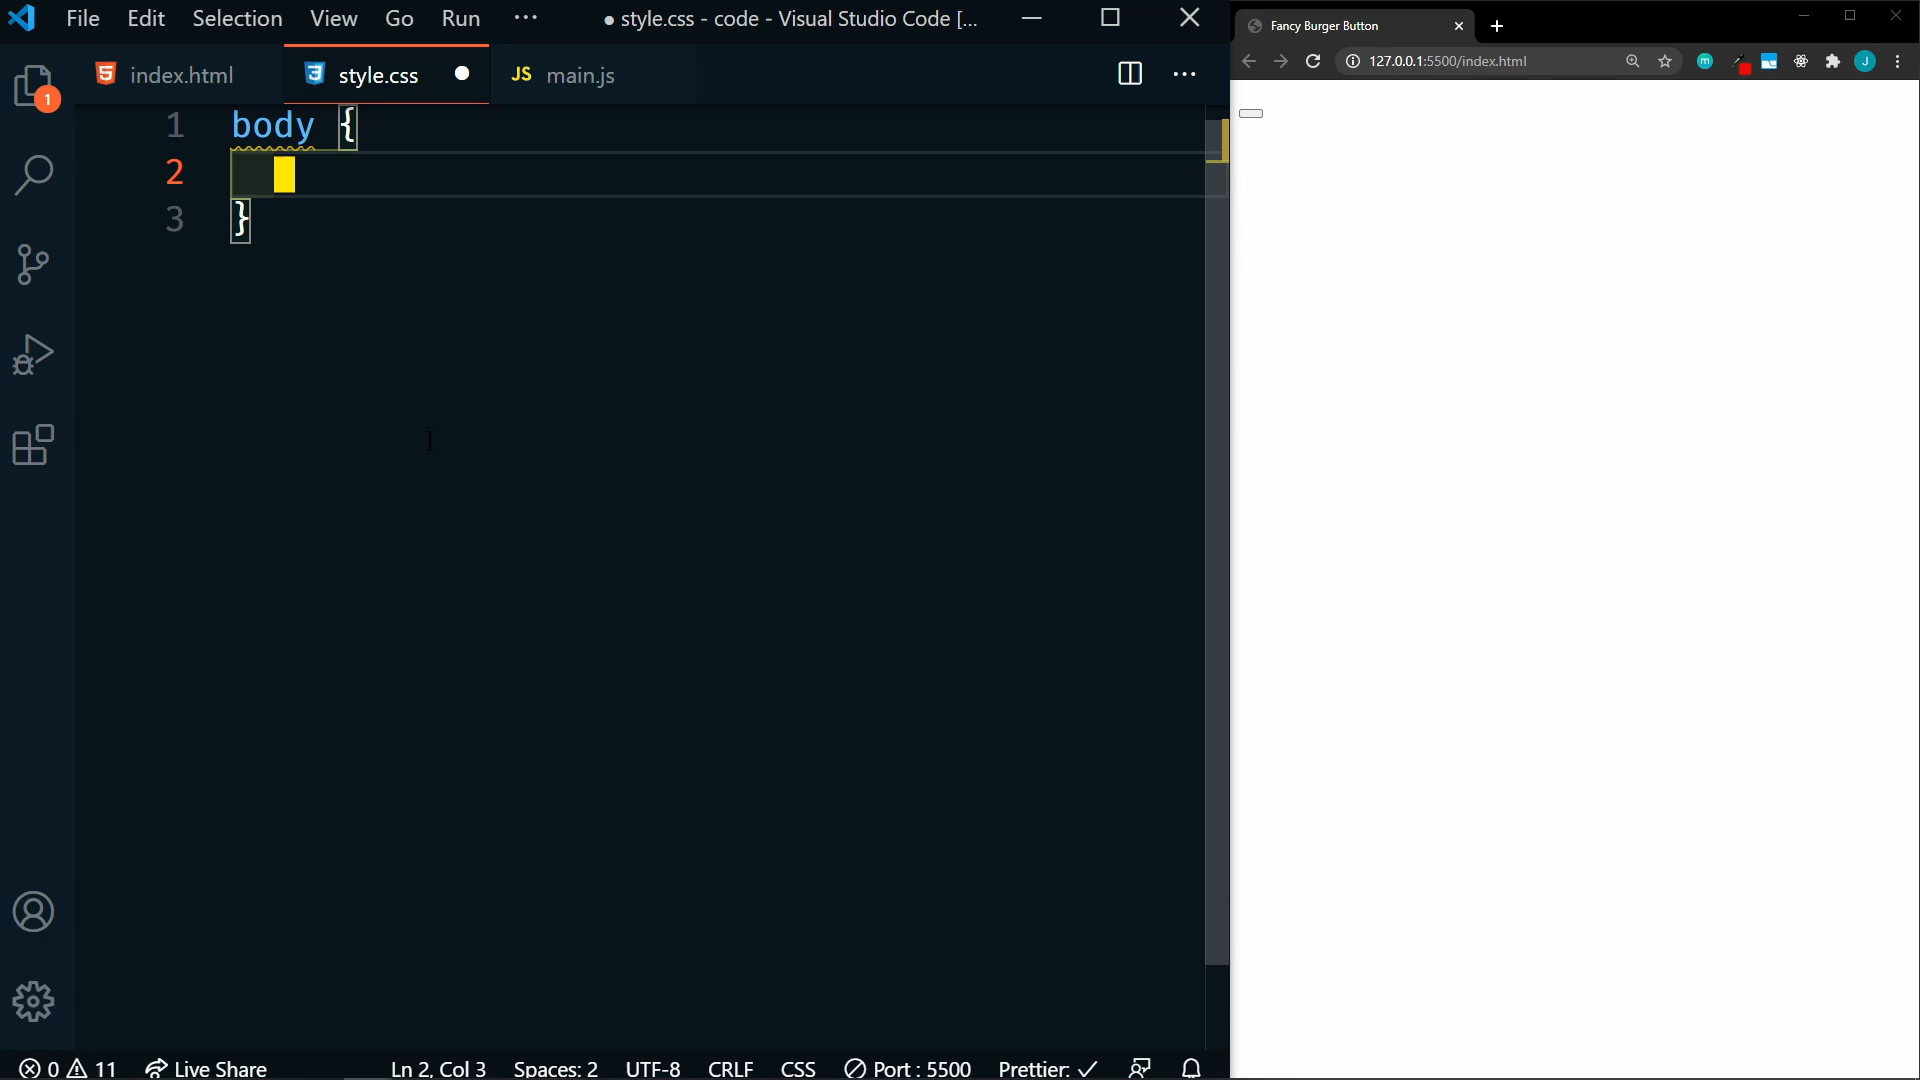 File Edit Selection View Go Run ··· ● style.css - code - Visual Studio Code [...
Fancy Burger Button
127.0.0.1:5500/index.html
m
J
index.html
style.css
JS main.js
1
1 body {
2
3 }
0 11 Live Share Ln 2, Col 3 Spaces: 2 UTF-8 CRLF CSS Port : 5500 Prettier: ✓